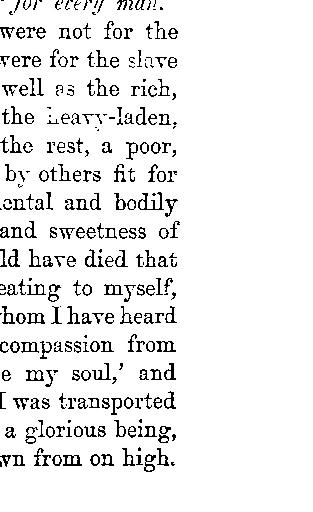 for every man.
were not for the
were for the slave
well as the rich,
the heavy-laden,
the rest, a poor,
by others fit for
ental and bodily
and sweetness of
ld have died that
eating to myself,
whom I have heard
compassion from
e my soul,' and
I was transported
a glorious being,
wn from on high.